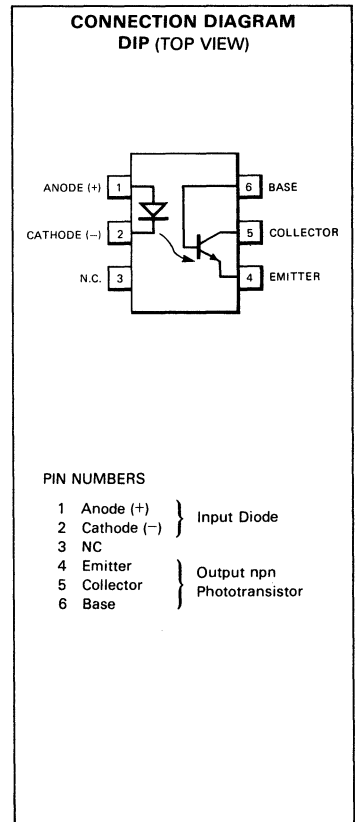 CONNECTION DIAGRAM
DIP (TOP VIEW)
ANODE (+) 1 6 BASE
CATHODE (−) 2 5 COLLECTOR
N.C. 3 4 EMITTER
PIN NUMBERS
1 Anode (+)
2 Cathode (−) } Input Diode
3 NC
4 Emitter
5 Collector } Output npn Phototransistor
6 Base